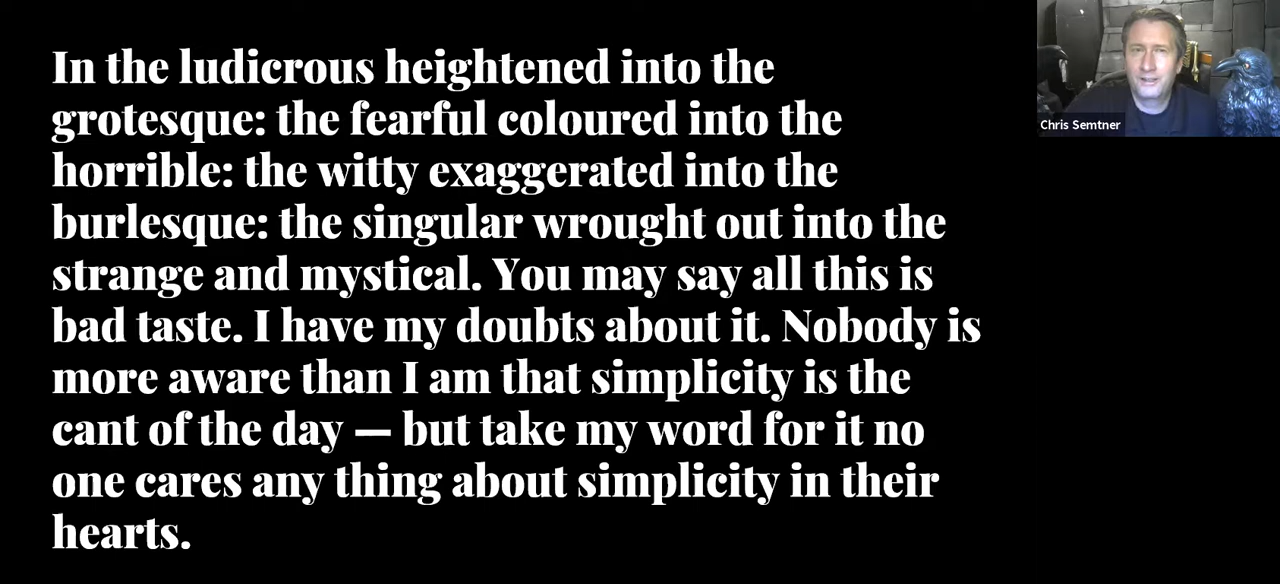 In the ludicrous heightened into the
grotesque: the fearful coloured into the
horrible: the witty exaggerated into the
burlesque: the singular wrought out into the
strange and mystical. You may say all this is
bad taste. I have my doubts about it. Nobody is
more aware than I am that simplicity is the
cant of the day — but take my word for it no
one cares any thing about simplicity in their
hearts.
Chris Semtner